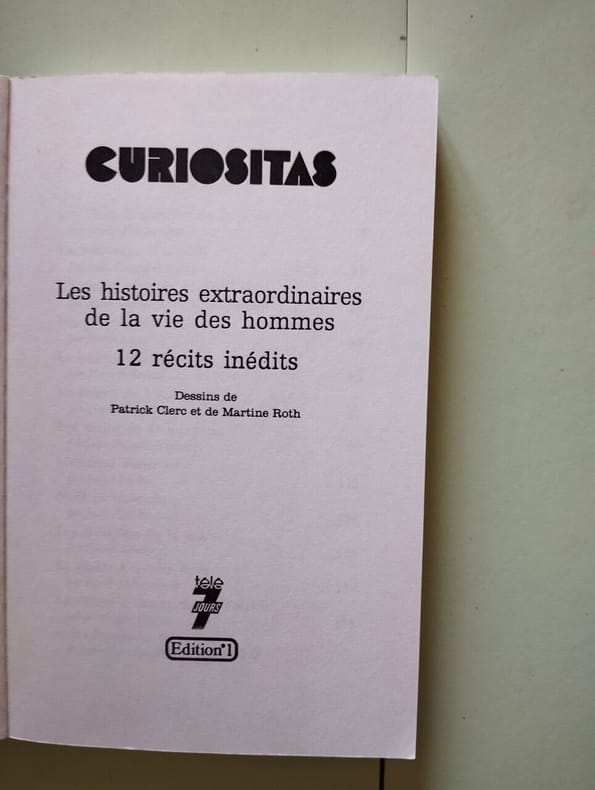 CURIOSITAS
Les histoires extraordinaires
de la vie des hommes
12 récits inédits
Dessins de
Patrick Clerc et de Martine Roth
télé
7
JOURS
Edition°1